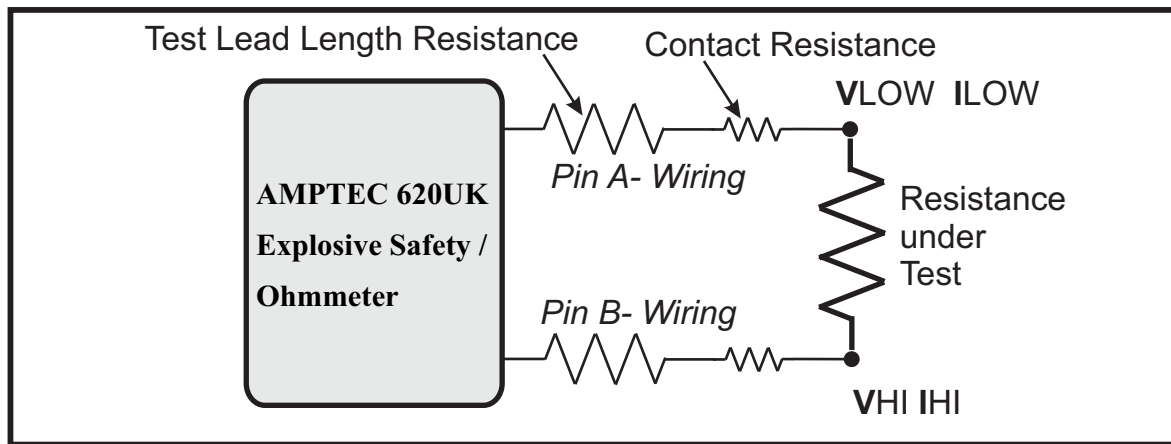 Test Lead Length Resistance
Contact Resistance
VLOW ILOW
Pin A- Wiring
AMPTEC 620UK
Explosive Safety /
Ohmmeter
Resistance
under
Test
Pin B- Wiring
VHI IHI